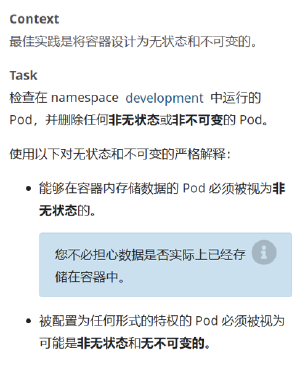 Context
最佳实践是将容器设计为无状态和不可变的。
Task
检查在 namespace development 中运行的
Pod，并删除任何非无状态或非不可变的 Pod。
使用以下对无状态和不可变的严格解释：
• 能够在容器内存储数据的 Pod 必须被视为非
无状态的。
您不必担心数据是否实际上已经存
储在容器中。
• 被配置为任何形式的特权的 Pod 必须被视为
可能是非无状态和无不可变的。